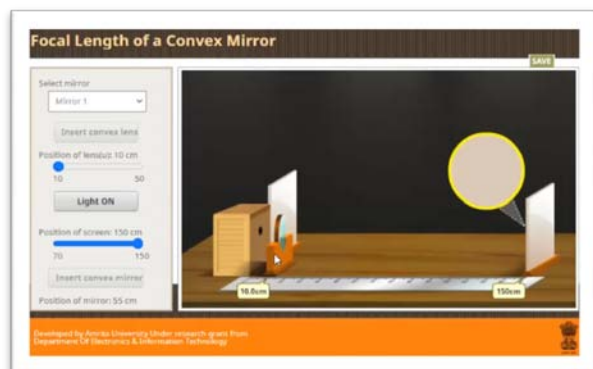 Focal Length of a Convex Mirror
SAVE
Select mirror
Mirror 1
Insert convex lens
Position of lens(u): 10 cm
10 50
Light ON
Position of screen: 150 cm
70 150
Insert convex mirror
Position of mirror: 55 cm
150cm
Developed by Amrita University Under research grant from
Department Of Electronics & Information Technology